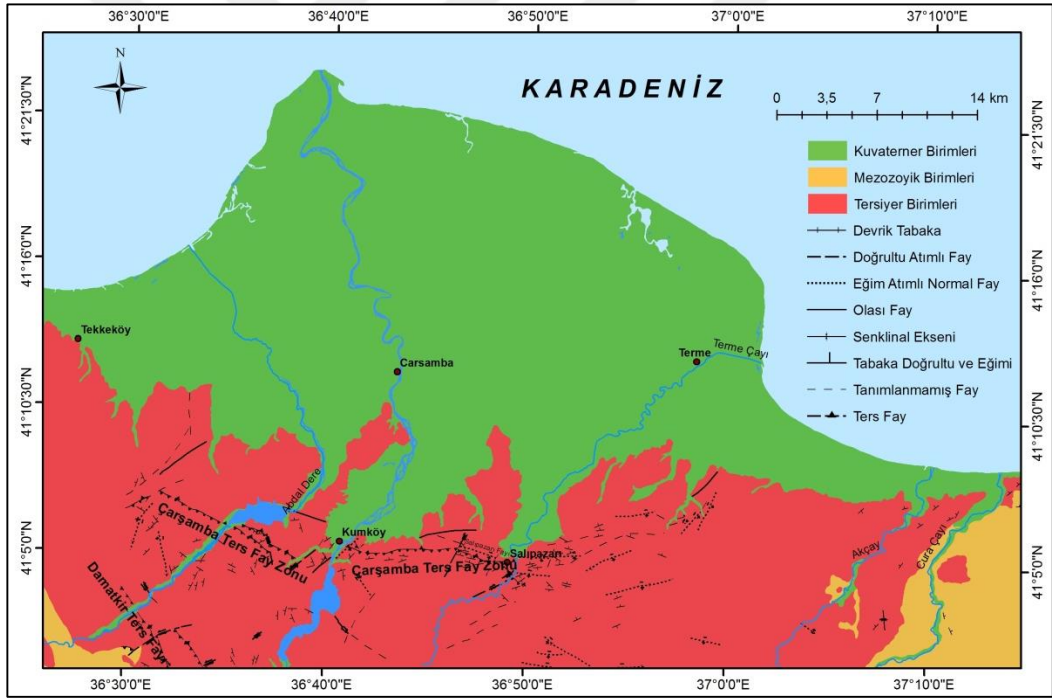 36°30'0"E 36°40'0"E 36°50'0"E 37°0'0"E 37°10'0"E
N
KARADENİZ
0 3,5 7 14 km
41°21'30"N
41°21'30"N
Kuvaterner Birimleri
Mezozoyik Birimleri
Tersiyer Birimleri
Devrik Tabaka
Doğrultu Atımlı Fay
Eğim Atımlı Normal Fay
Olası Fay
Senklinal Ekseni
Tabaka Doğrultu ve Eğimi
Tanımlanmamış Fay
Ters Fay
41°16'0"N
41°16'0"N
Tekkeköy
Carsamba
Terme
Terme Çayı
41°10'30"N
41°10'30"N
Abdal Dere
Çarşamba Ters Fay Zonu
Kumköy
Çarşamba Ters Fay Zonu
Salıpazarı Fayı
Salıpazarı
Akçay
Cura Çayı
41°5'0"N
41°5'0"N
Damatkir Ters Fay
36°30'0"E 36°40'0"E 36°50'0"E 37°0'0"E 37°10'0"E